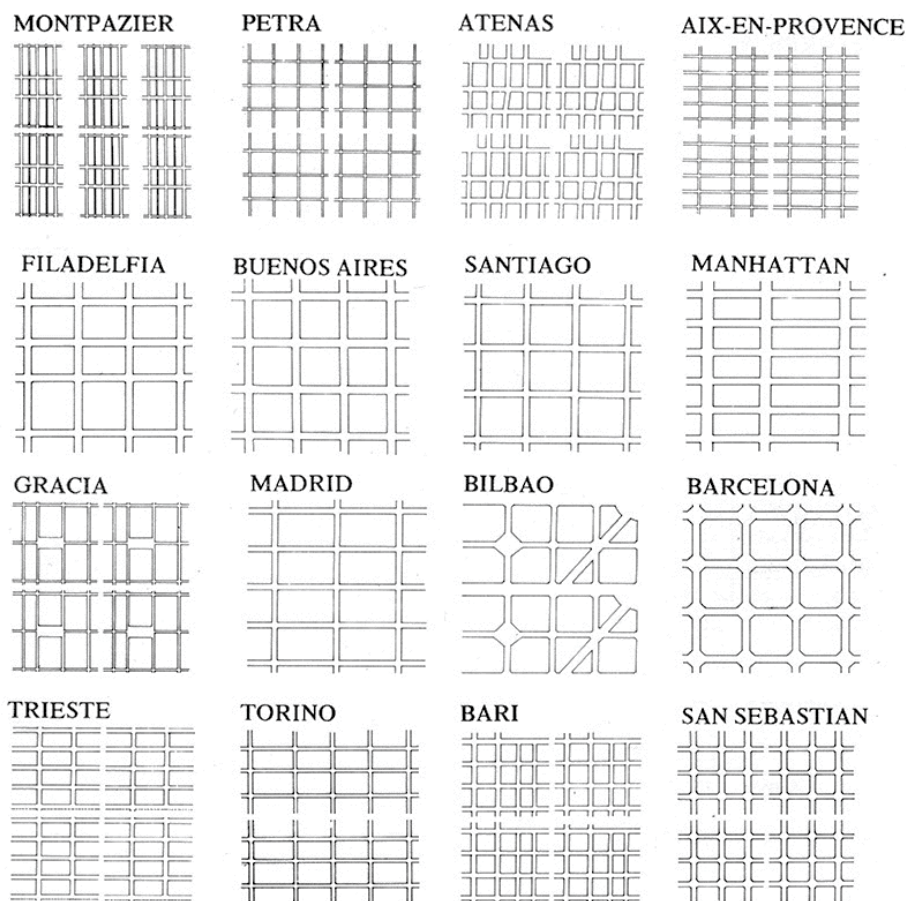 MONTPAZIER
PETRA
ATENAS
AIX-EN-PROVENCE
FILADELFIA
BUENOS AIRES
SANTIAGO
MANHATTAN
GRACIA
MADRID
BILBAO
BARCELONA
TRIESTE
TORINO
BARI
SAN SEBASTIAN